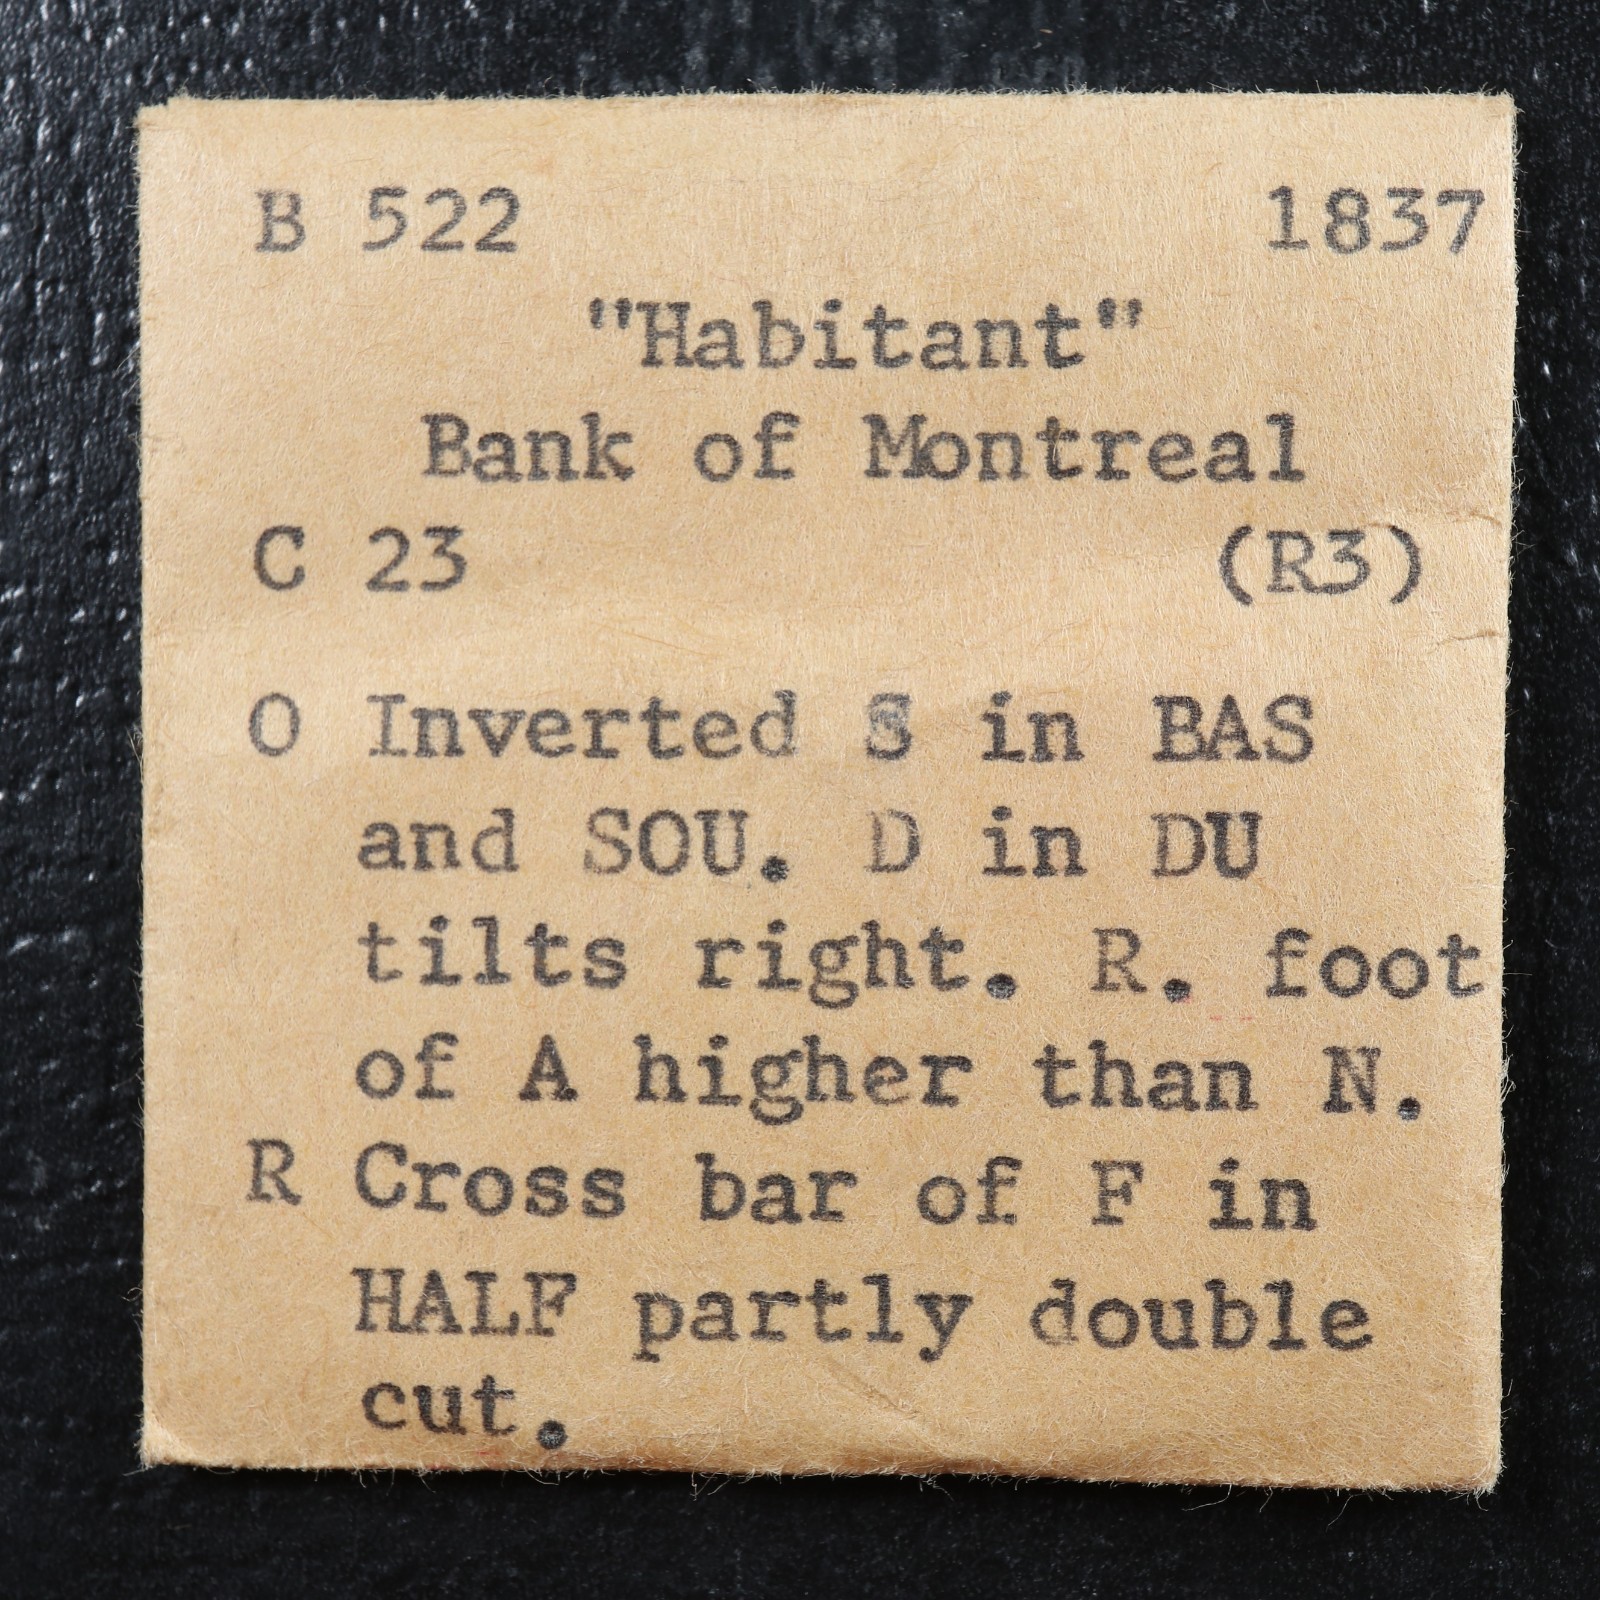 B 522 1837
"Habitant"
Bank of Montreal
C 23 (R3)
O Inverted S in BAS
and SOU. D in DU
tilts right. R. foot
of A higher than N.
R Cross bar of F in
HALF partly double
cut.